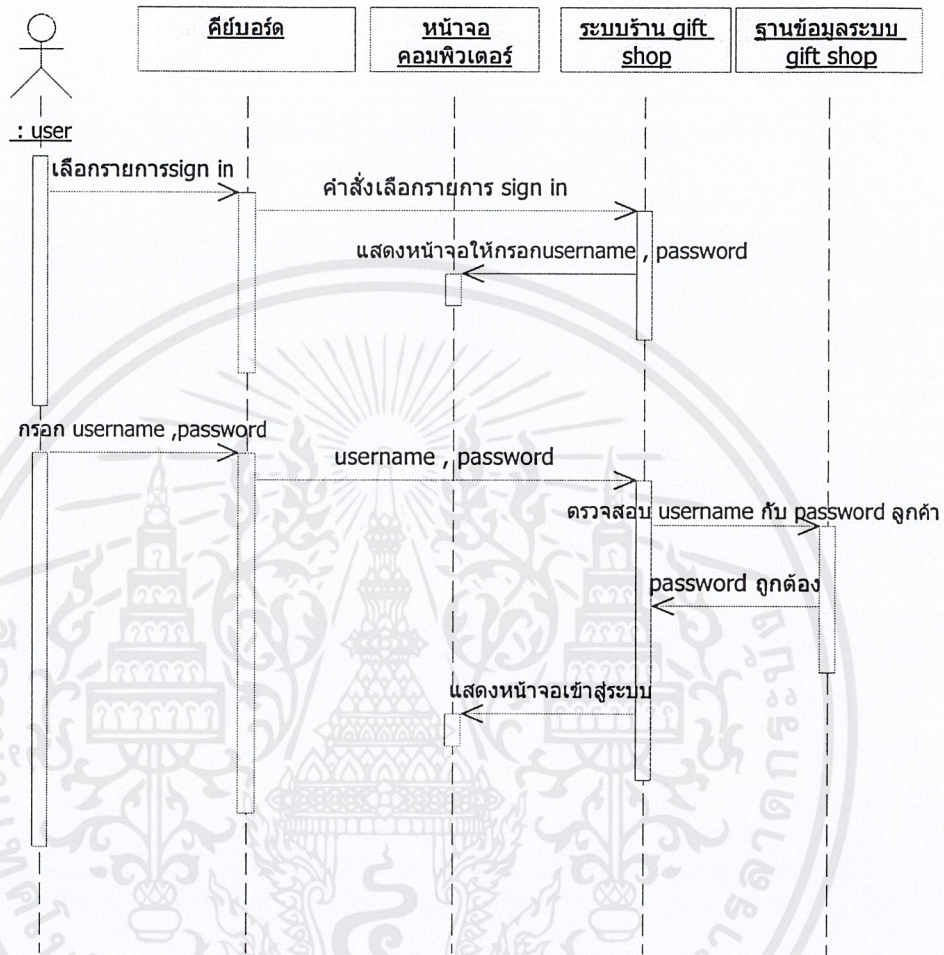 คีย์บอร์ด
หน้าจอ
คอมพิวเตอร์
ระบบร้าน gift
shop
ฐานข้อมูลระบบ
gift shop
: user
เลือกรายการsign in
คำสั่งเลือกรายการ sign in
แสดงหน้าจอให้กรอกusername , password
กรอก username ,password
username , password
ตรวจสอบ username กับ password ลูกค้า
password ถูกต้อง
แสดงหน้าจอเข้าสู่ระบบ